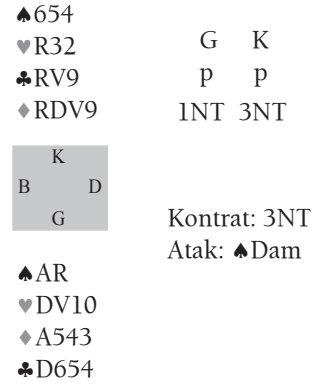 ♠654
♥R32
♣RV9
♦RDV9
G K
p p
1NT 3NT
K
B D
G
Kontrat: 3NT
Atak: ♠Dam
♠AR
♥DV10
♦A543
♣D654